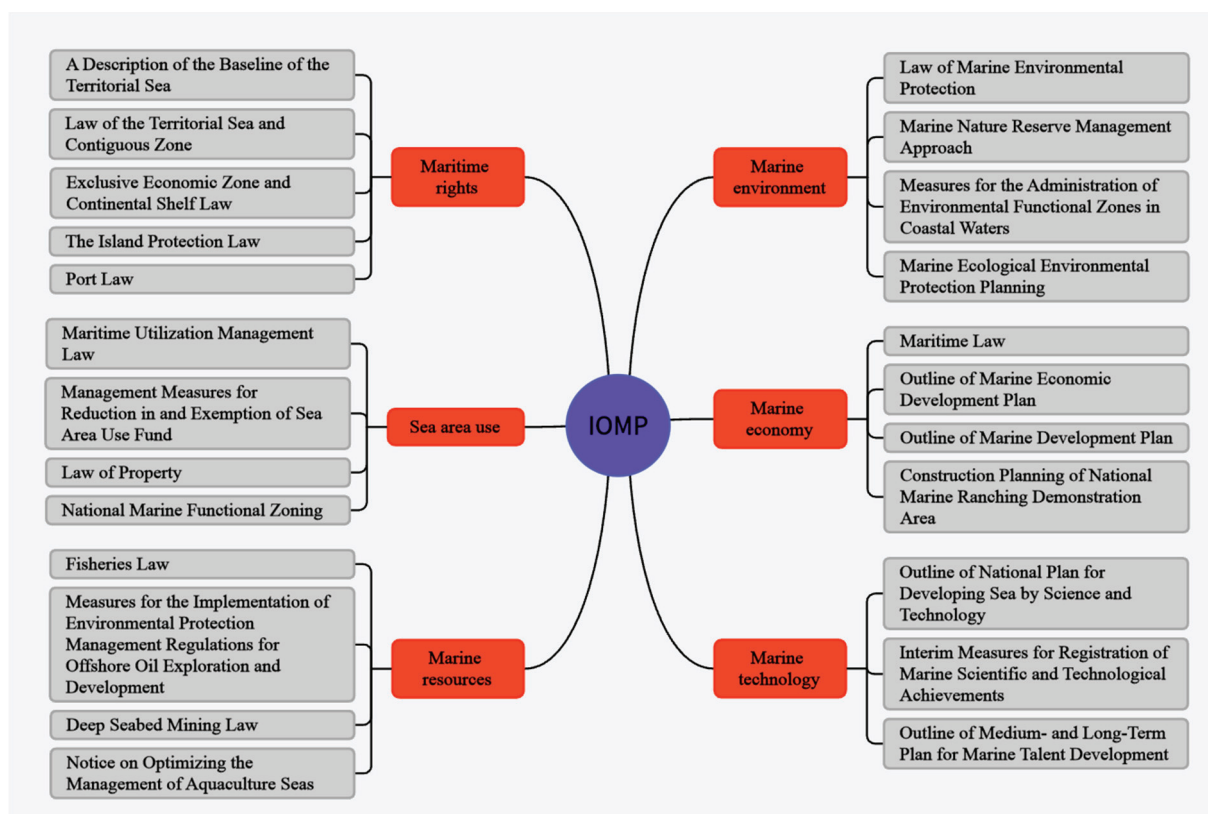 A Description of the Baseline of the
Territorial Sea
Law of the Territorial Sea and
Contiguous Zone
Exclusive Economic Zone and
Continental Shelf Law
The Island Protection Law
Port Law
Maritime
rights
Maritime Utilization Management
Law
Management Measures for
Reduction in and Exemption of Sea
Area Use Fund
Law of Property
National Marine Functional Zoning
Sea area use
Fisheries Law
Measures for the Implementation of
Environmental Protection
Management Regulations for
Offshore Oil Exploration and
Development
Deep Seabed Mining Law
Notice on Optimizing the
Management of Aquaculture Seas
Marine
resources
IOMP
Marine
environment
Law of Marine Environmental
Protection
Marine Nature Reserve Management
Approach
Measures for the Administration of
Environmental Functional Zones in
Coastal Waters
Marine Ecological Environmental
Protection Planning
Marine
economy
Maritime Law
Outline of Marine Economic
Development Plan
Outline of Marine Development Plan
Construction Planning of National
Marine Ranching Demonstration
Area
Marine
technology
Outline of National Plan for
Developing Sea by Science and
Technology
Interim Measures for Registration of
Marine Scientific and Technological
Achievements
Outline of Medium- and Long-Term
Plan for Marine Talent Development